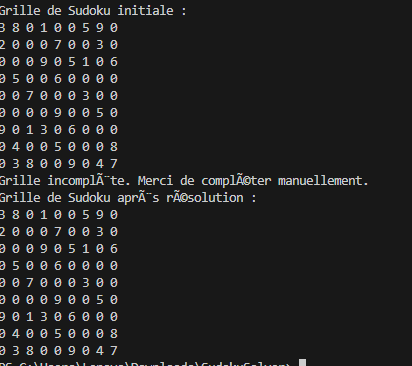 Grille de Sudoku initiale :
3 8 0 1 0 0 5 9 0
2 0 0 0 7 0 0 3 0
0 0 0 9 0 5 1 0 6
0 5 0 0 6 0 0 0 0
0 0 7 0 0 0 3 0 0
0 0 0 0 9 0 0 5 0
9 0 1 3 0 6 0 0 0
0 4 0 0 5 0 0 0 8
0 3 8 0 0 9 0 4 7
Grille incomplÃ¨te. Merci de complÃ©ter manuellement.
Grille de Sudoku aprÃ¨s rÃ©solution :
3 8 0 1 0 0 5 9 0
2 0 0 0 7 0 0 3 0
0 0 0 9 0 5 1 0 6
0 5 0 0 6 0 0 0 0
0 0 7 0 0 0 3 0 0
0 0 0 0 9 0 0 5 0
9 0 1 3 0 6 0 0 0
0 4 0 0 5 0 0 0 8
0 3 8 0 0 9 0 4 7
PS C:\Users\Lenovo\Downloads\SudokuSolver>